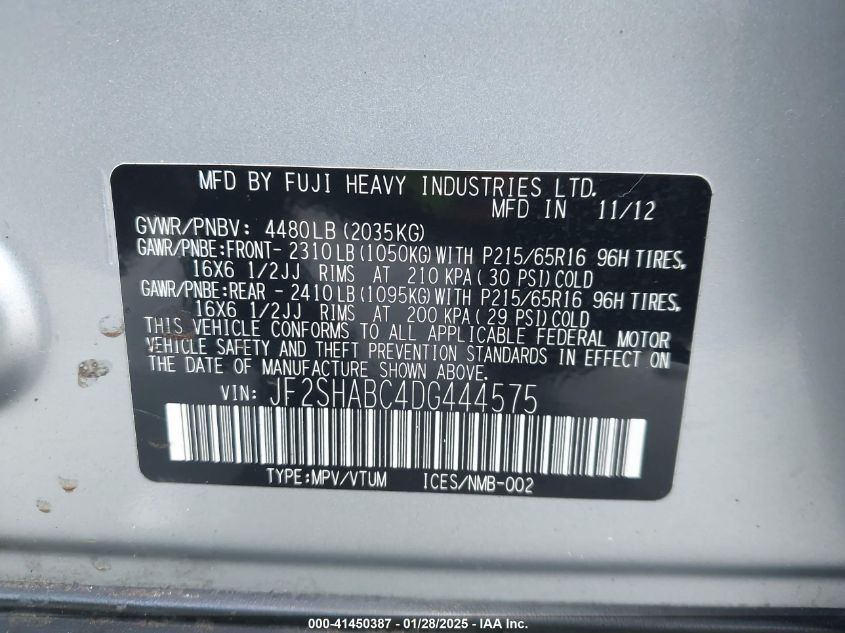 MFD BY FUJI HEAVY INDUSTRIES LTD.
MFD IN 11/12
GVWR/PNBV: 4480LB (2035KG)
GAWR/PNBE:FRONT- 2310LB(1050KG)WITH P215/65R16 96H TIRES,
16X6 1/2JJ RIMS AT 210 KPA( 30 PSI)COLD
GAWR/PNBE:REAR - 2410LB(1095KG)WITH P215/65R16 96H TIRES,
16X6 1/2JJ RIMS AT 200 KPA(29 PSI)COLD
THIS VEHICLE CONFORMS TO ALL APPLICABLE FEDERAL MOTOR
VEHICLE SAFETY AND THEFT PREVENTION STANDARDS IN EFFECT ON
THE DATE OF MANUFACTURE SHOWN ABOVE.
VIN: JF2SHABC4DG444575
TYPE:MPV/VTUM ICES/NMB-002
000-41450387 - 01/28/2025 - IAA, Inc.